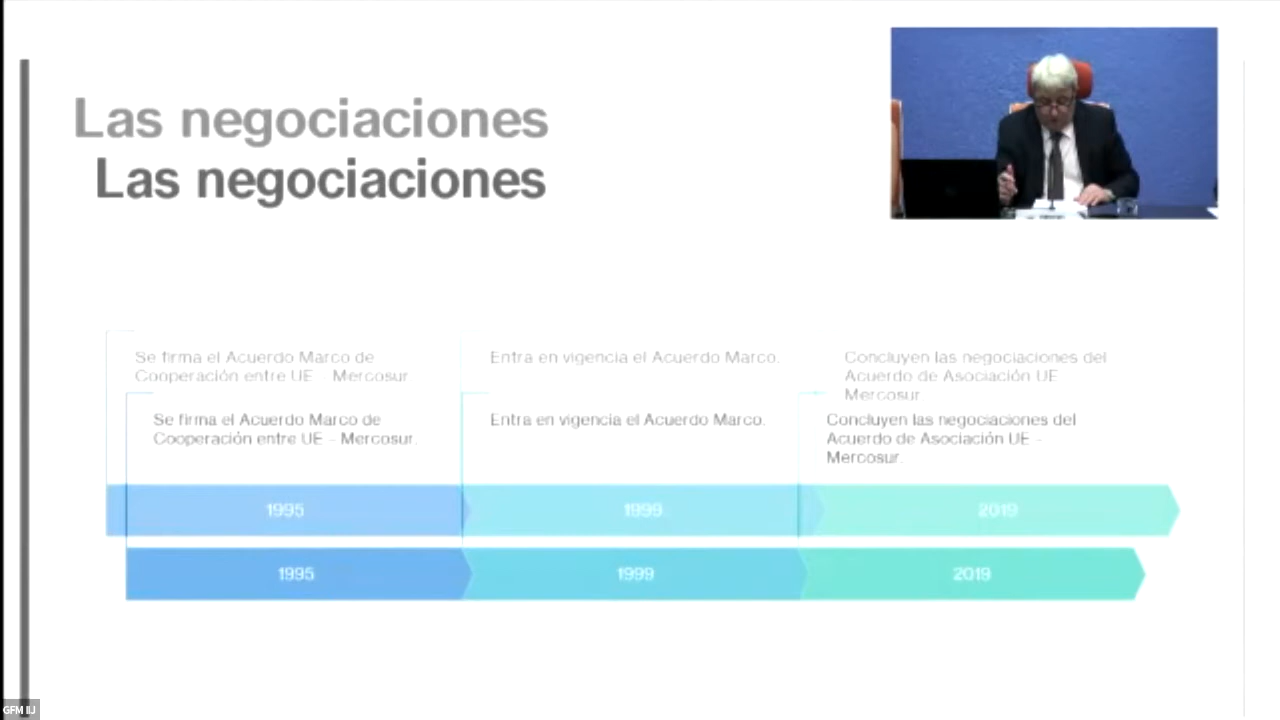 Las negociaciones
Las negociaciones
Se firma el Acuerdo Marco de
Cooperación entre UE Mercosur
Entra en vigencia el Acuerdo Marco.
Concluyen las negociaciones del
Acuerdo de Asociación UE
Mercosur
Se firma el Acuerdo Marco de
Cooperación entre UE – Mercosur.
Entra en vigencia el Acuerdo Marco.
Concluyen las negociaciones del
Acuerdo de Asociación UE –
Mercosur.
1995
1999
2019
1995
1999
2019
GFM IIJ